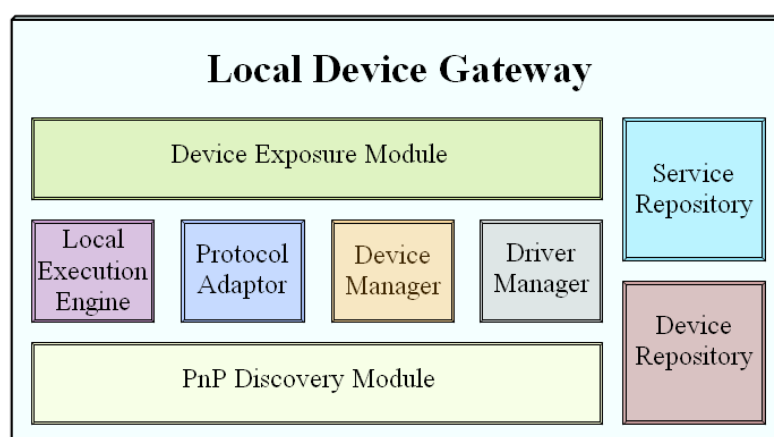 Local Device Gateway
Device Exposure Module
Service
Repository
Local
Execution
Engine
Protocol
Adaptor
Device
Manager
Driver
Manager
Device
Repository
PnP Discovery Module